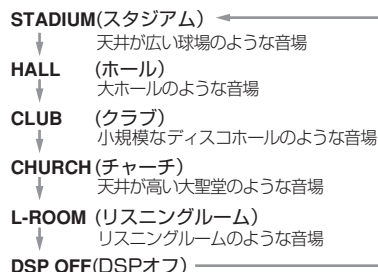 STADIUM(スタジアム)
天井が広い球場のような音場
HALL (ホール)
大ホールのような音場
CLUB (クラブ)
小規模なディスコホールのような音場
CHURCH(チャーチ)
天井が高い大聖堂のような音場
L-ROOM (リスニングルーム)
リスニングルームのような音場
DSP OFF(DSPオフ)